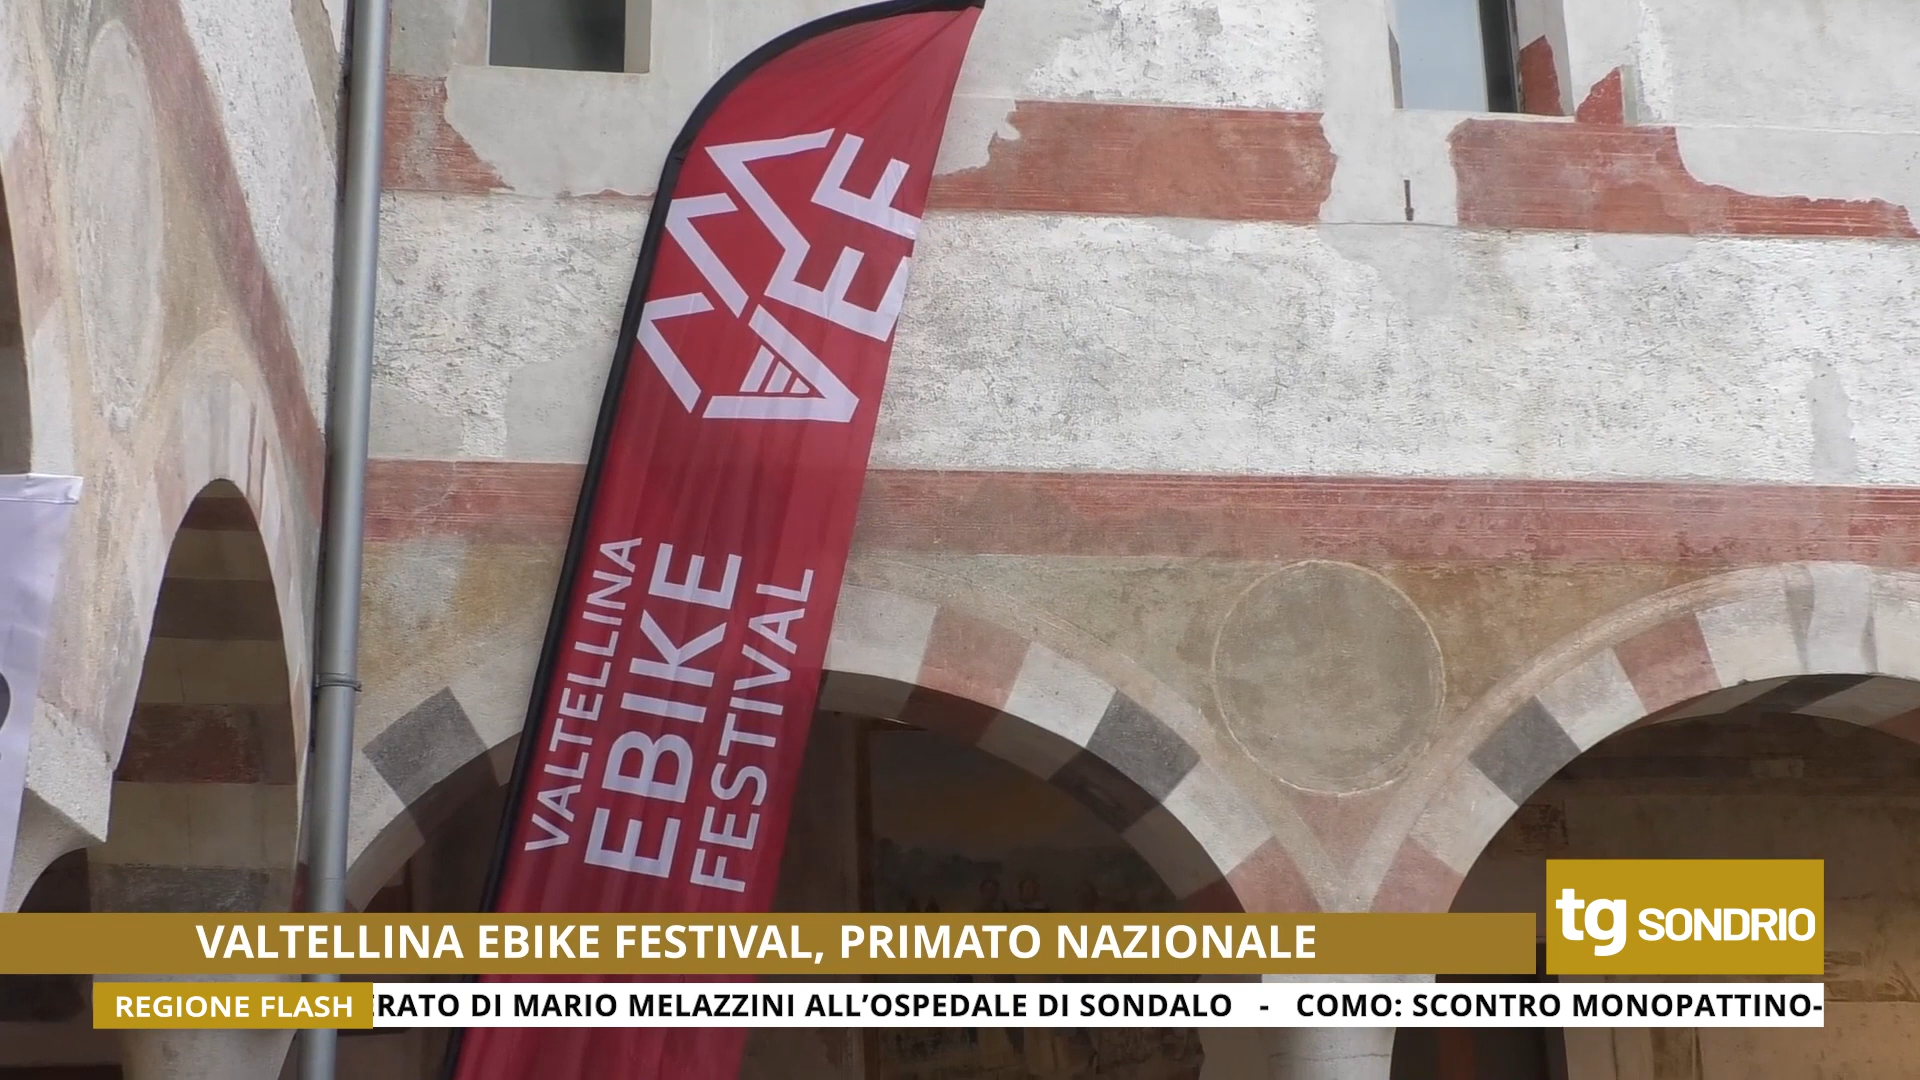 VEF
VALTELLINA
EBIKE
FESTIVAL
VALTELLINA EBIKE FESTIVAL, PRIMATO NAZIONALE
tg SONDRIO
REGIONE FLASH
ERATO DI MARIO MELAZZINI ALL’OSPEDALE DI SONDALO - COMO: SCONTRO MONOPATTINO-